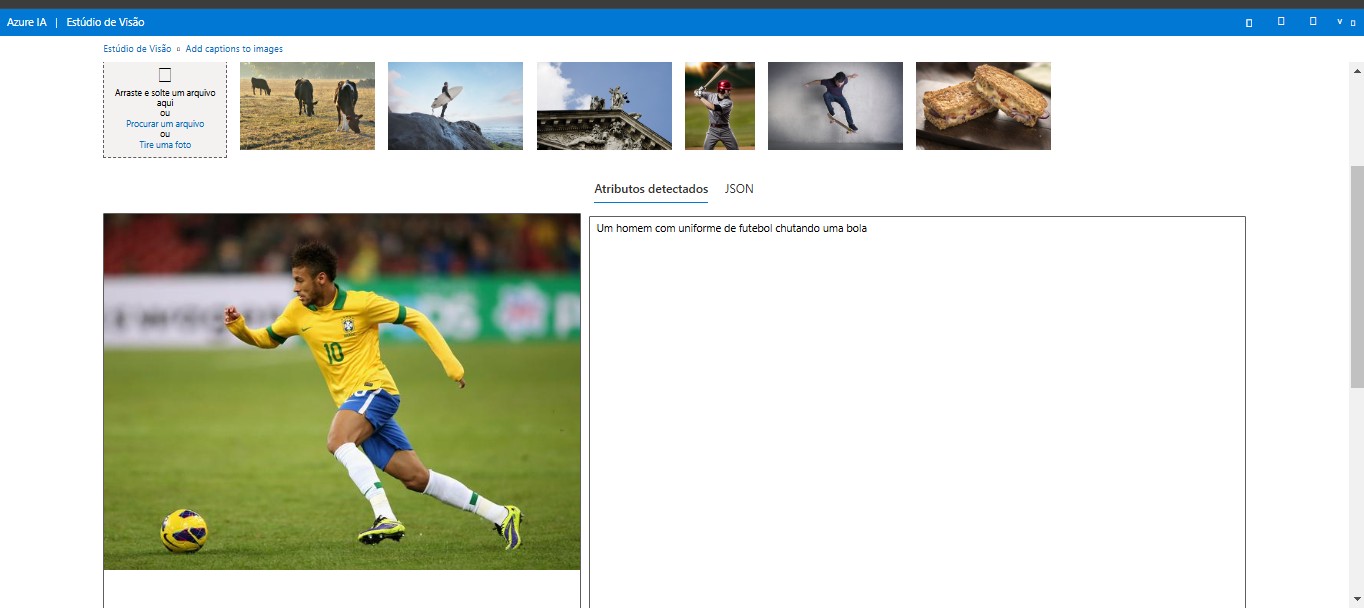 Azure IA | Estúdio de Visão
Estúdio de Visão
Add captions to images
Arraste e solte um arquivo
aqui
ou
Procurar um arquivo
ou
Tire uma foto
Atributos detectados
JSON
Um homem com uniforme de futebol chutando uma bola
10